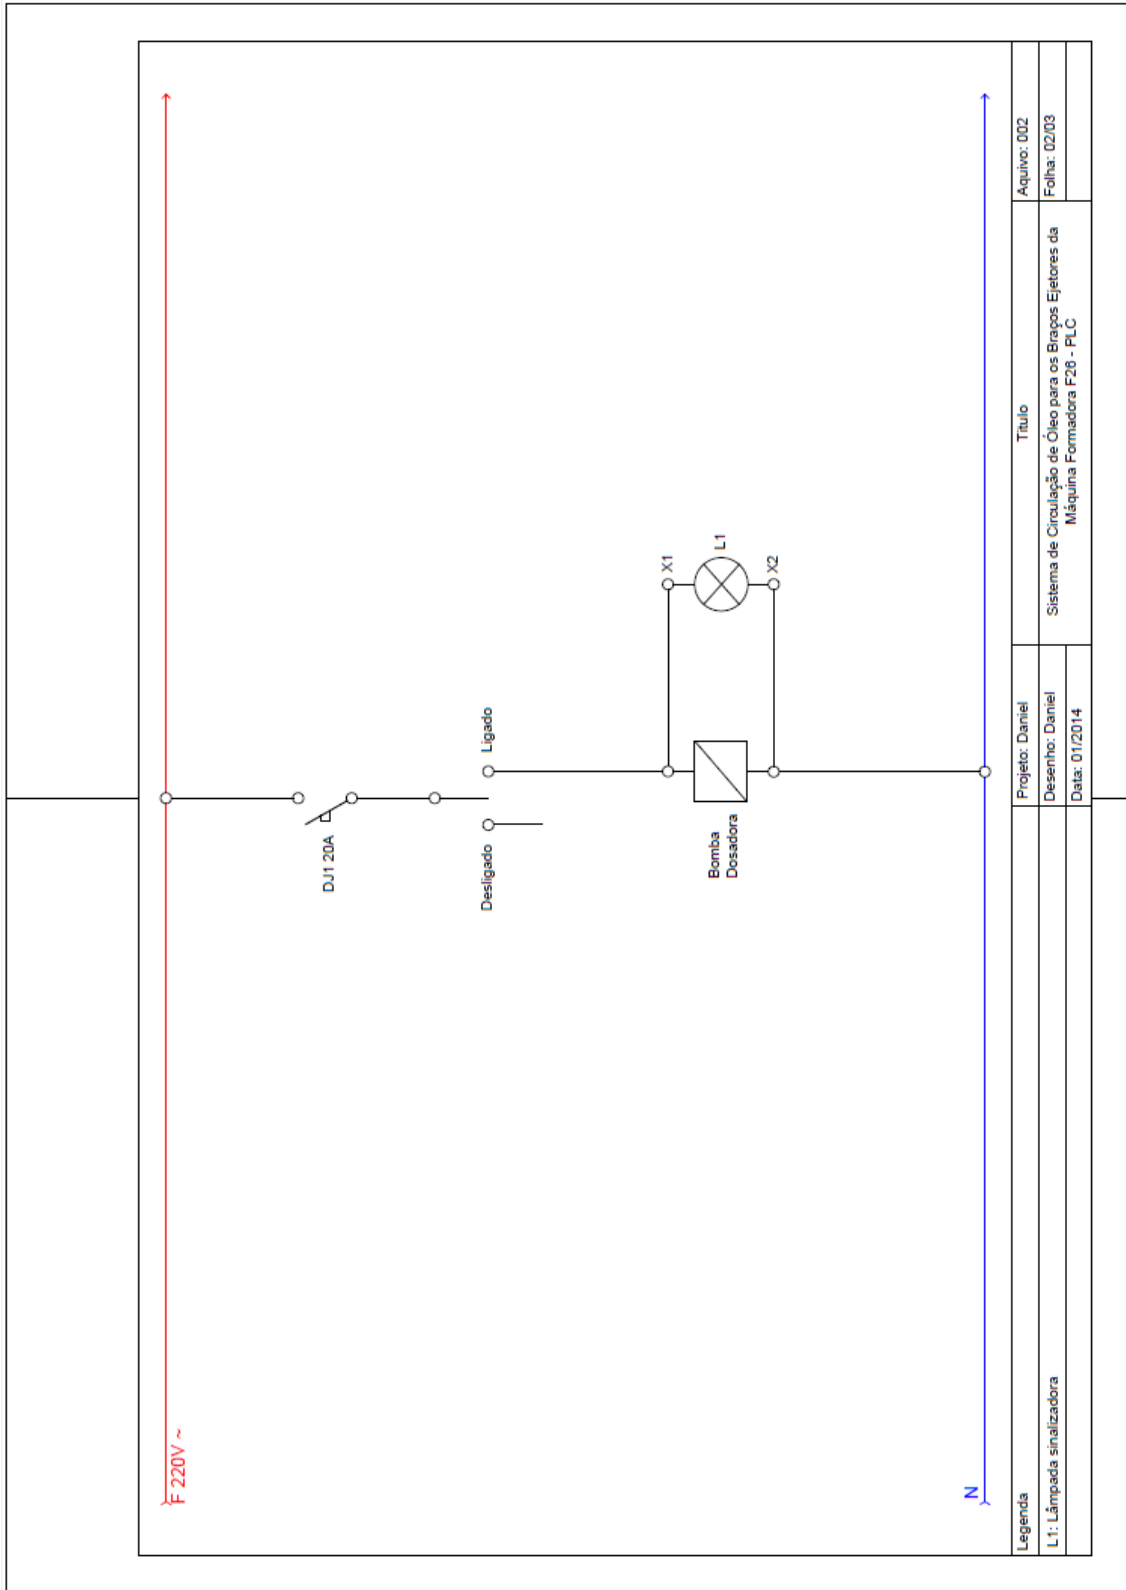 F 220V ~
DJ1 20A
Desligado
Ligado
Bomba
Dosadora
X1
L1
X2
N
Legenda
L1: Lâmpada sinalizadora
Projeto: Daniel
Desenho: Daniel
Data: 01/2014
Título
Sistema de Circulação de Óleo para os Braços Ejetores da
Máquina Formadora F26 - PLC
Aquivo: 002
Folha: 02/03